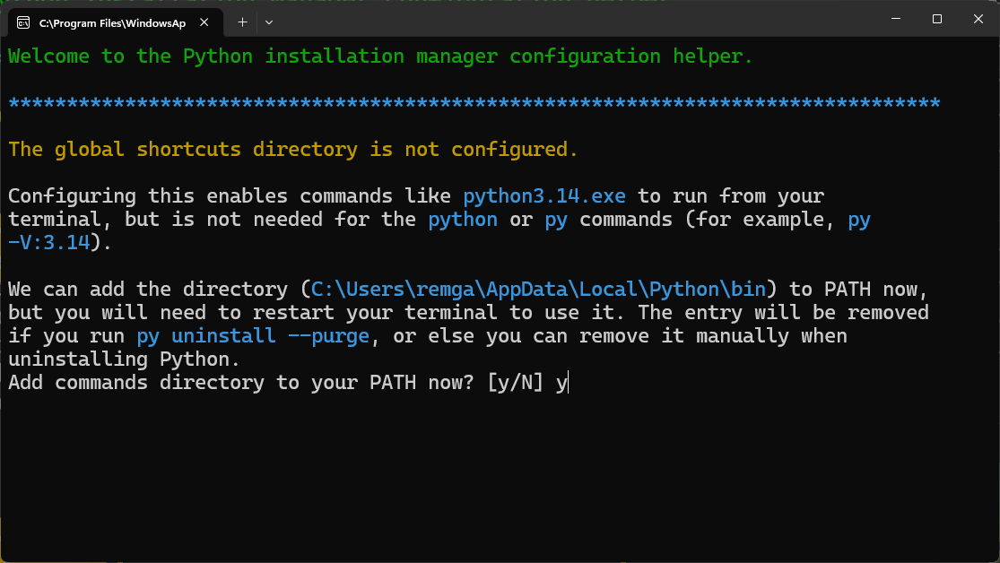 C:\Program Files\WindowsAp
Welcome to the Python installation manager configuration helper.
********************************************************************************
The global shortcuts directory is not configured.
Configuring this enables commands like python3.14.exe to run from your
terminal, but is not needed for the python or py commands (for example, py
-V:3.14).
We can add the directory (C:\Users\remga\AppData\Local\Python\bin) to PATH now,
but you will need to restart your terminal to use it. The entry will be removed
if you run py uninstall --purge, or else you can remove it manually when
uninstalling Python.
Add commands directory to your PATH now? [y/N] y